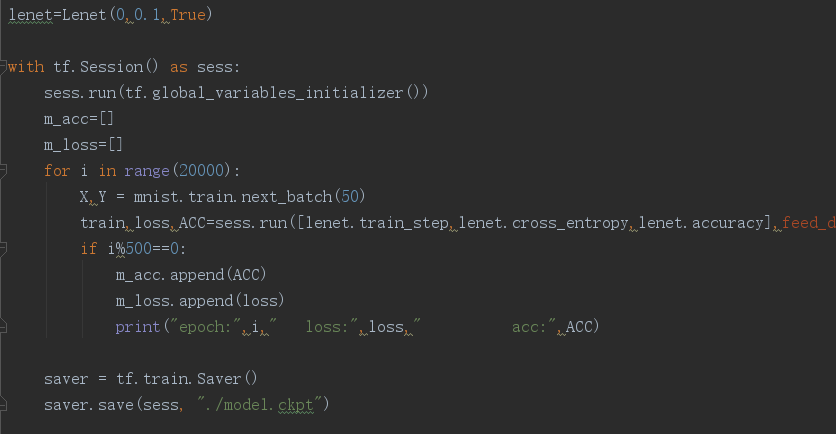 lenet=Lenet(0,0.1,True)
with tf.Session() as sess:
sess.run(tf.global_variables_initializer())
m_acc=[]
m_loss=[]
for i in range(20000):
X,Y = mnist.train.next_batch(50)
train,loss,ACC=sess.run([lenet.train_step,lenet.cross_entropy,lenet.accuracy],feed_d
if i%500==0:
m_acc.append(ACC)
m_loss.append(loss)
print("epoch:",i,"   loss:",loss,"          acc:",ACC)
saver = tf.train.Saver()
saver.save(sess, "./model.ckpt")